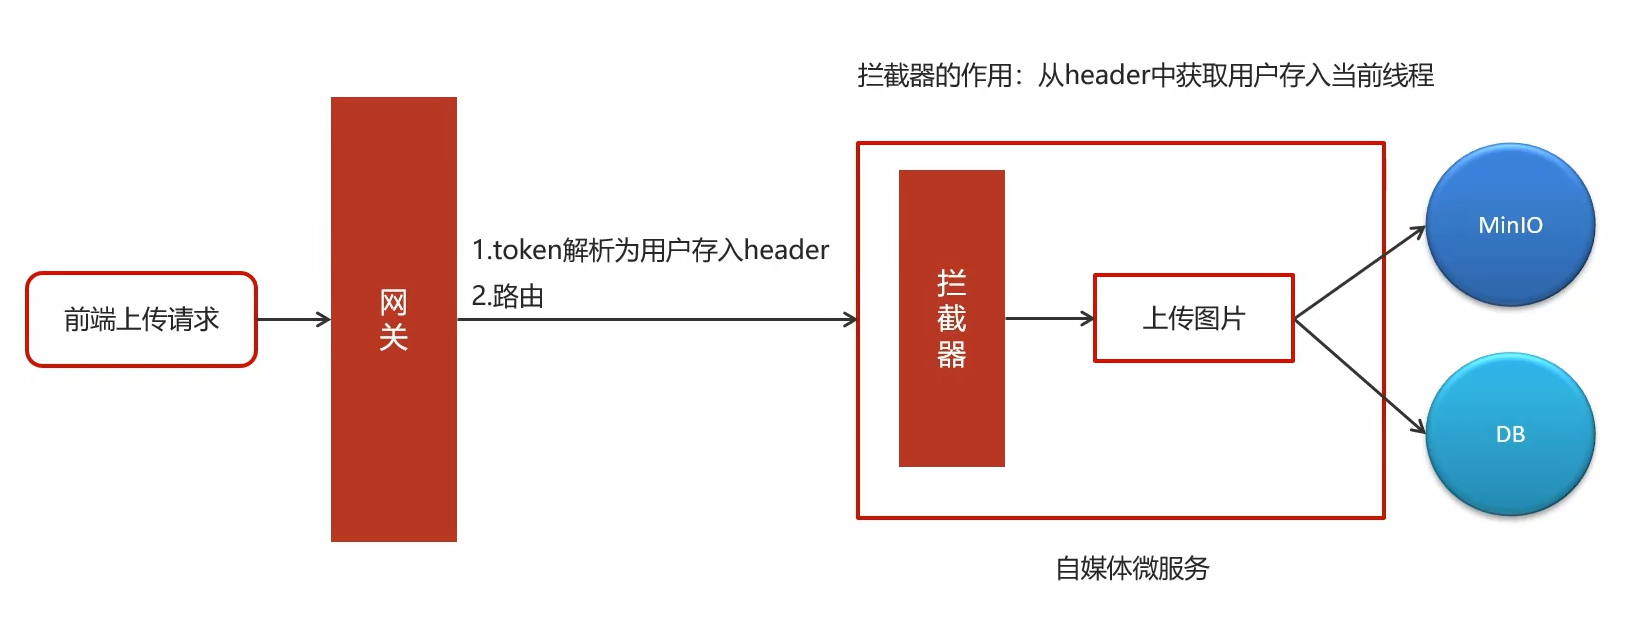 拦截器的作用：从header中获取用户存入当前线程
前端上传请求
网
关
1.token解析为用户存入header
2.路由
拦
截
器
上传图片
MinIO
DB
自媒体微服务